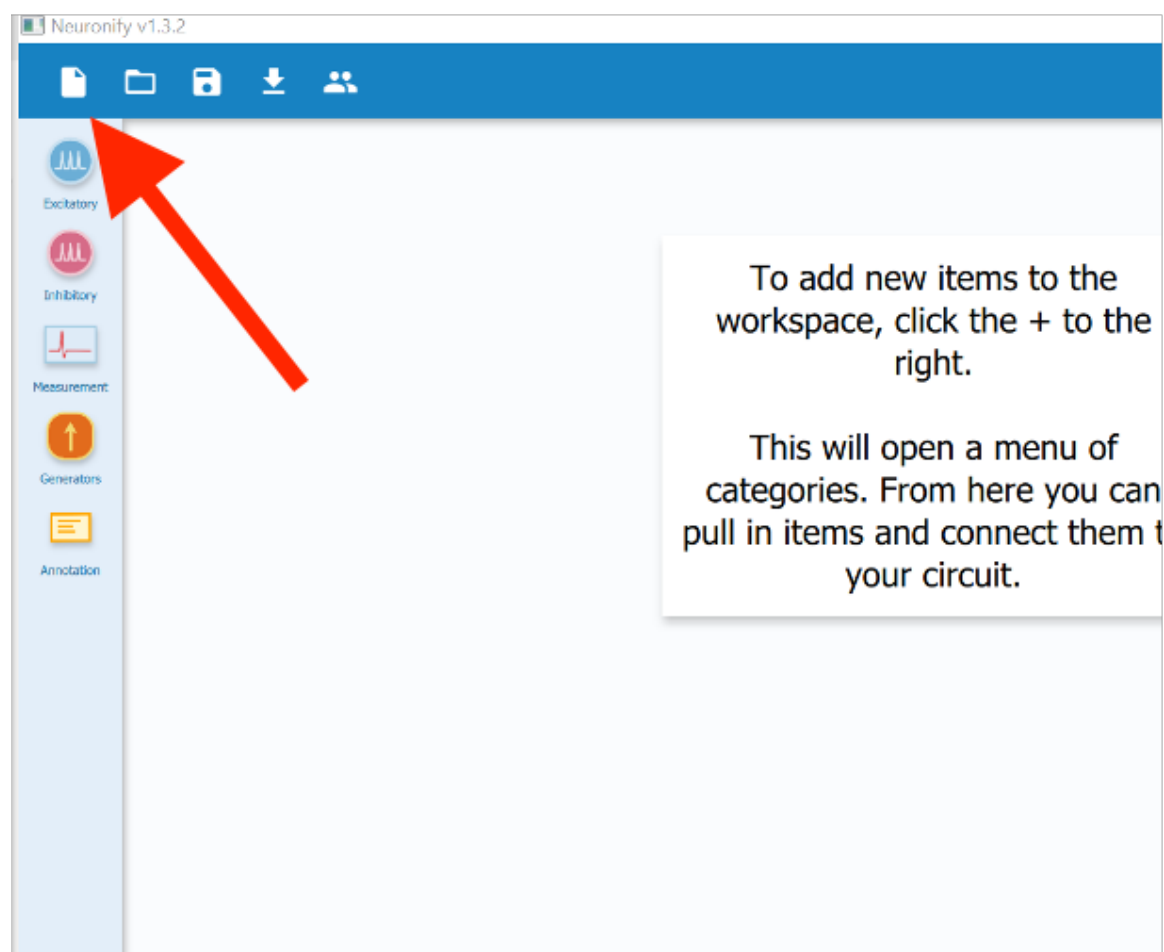 Neuronify v1.3.2
Excitatory
Inhibitory
Measurement
Generators
Annotation
To add new items to the
workspace, click the + to the
right.
This will open a menu of
categories. From here you can
pull in items and connect them t
your circuit.